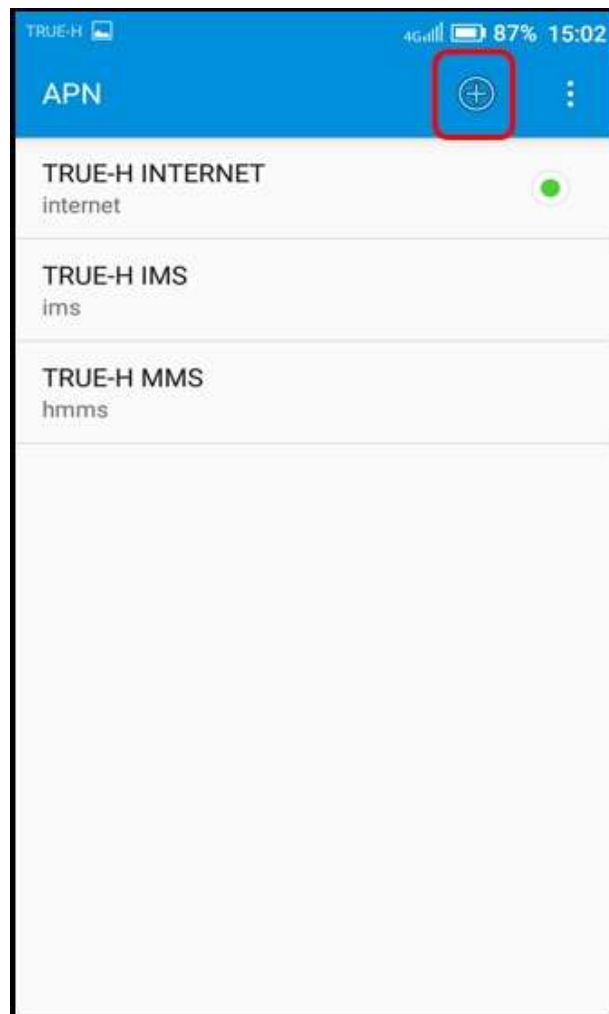 TRUE-H 4G 87% 15:02
APN
TRUE-H INTERNET
internet
TRUE-H IMS
ims
TRUE-H MMS
hmms